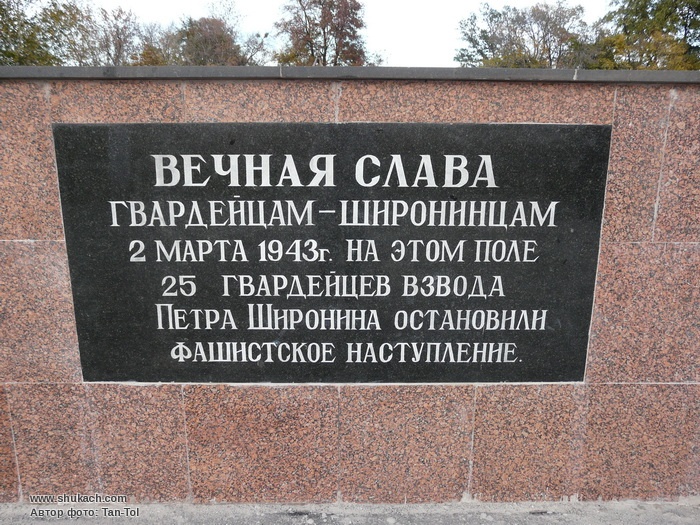 ВЕЧНАЯ СЛАВА
ГВАРДЕЙЦАМ-ШИРОНИНЦАМ
2 МАРТА 1943г. НА ЭТОМ ПОЛЕ
25 ГВАРДЕЙЦЕВ ВЗВОДА
ПЕТРА ШИРОНИНА ОСТАНОВИЛИ
ФАШИСТСКОЕ НАСТУПЛЕНИЕ.
www.shukach.com
Автор фото: Tan-Tol